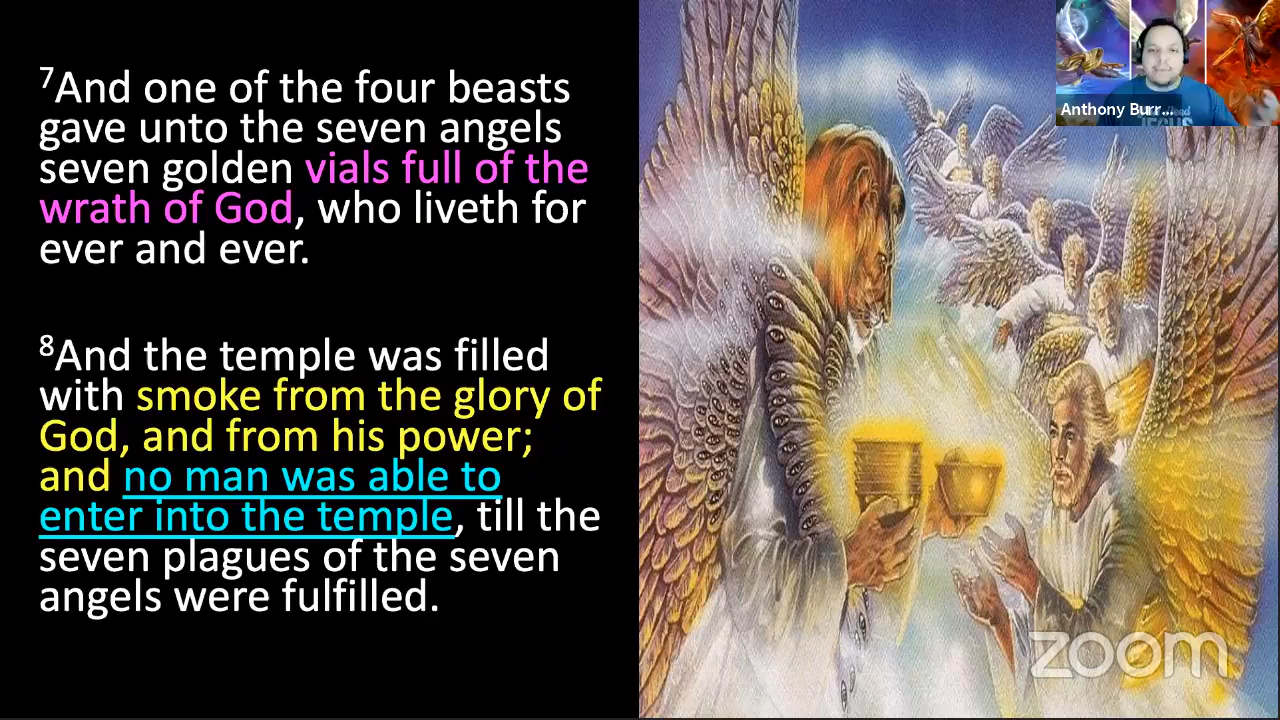 7And one of the four beasts
gave unto the seven angels
seven golden vials full of the
wrath of God, who liveth for
ever and ever.
8And the temple was filled
with smoke from the glory of
God, and from his power;
and no man was able to
enter into the temple, till the
seven plagues of the seven
angels were fulfilled.
Anthony Burr...
JESUS
zoom